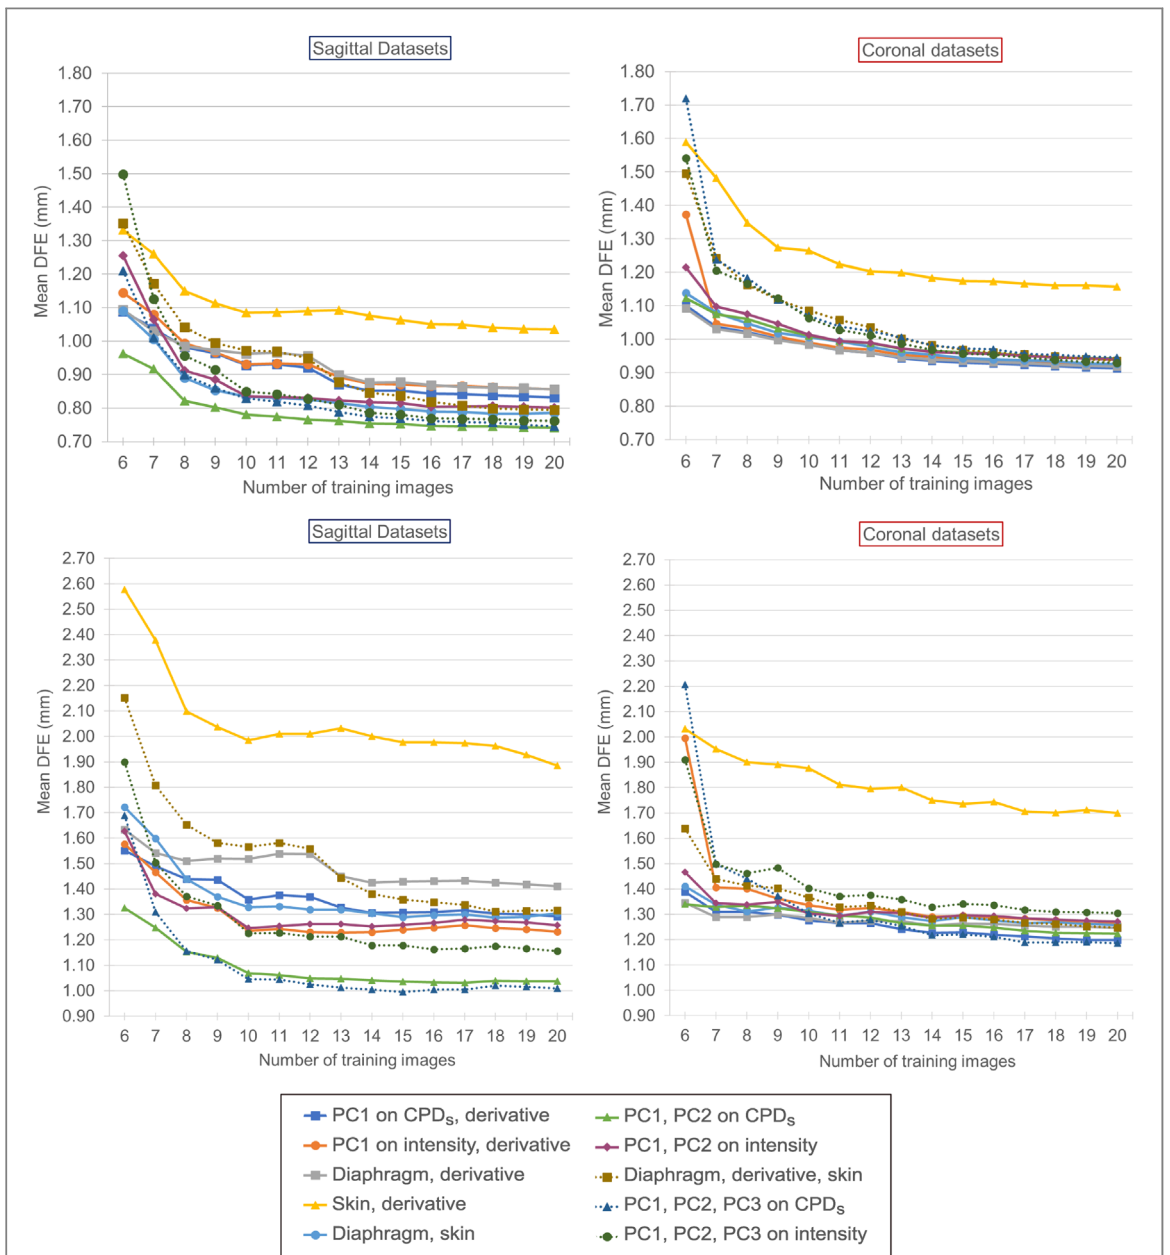 Sagittal Datasets
Mean DFE (mm)
1.80
1.70
1.60
1.50
1.40
1.30
1.20
1.10
1.00
0.90
0.80
0.70
6 7 8 9 10 11 12 13 14 15 16 17 18 19 20
Number of training images
Coronal datasets
Mean DFE (mm)
1.80
1.70
1.60
1.50
1.40
1.30
1.20
1.10
1.00
0.90
0.80
0.70
6 7 8 9 10 11 12 13 14 15 16 17 18 19 20
Number of training images
Sagittal Datasets
Mean DFE (mm)
2.70
2.60
2.50
2.40
2.30
2.20
2.10
2.00
1.90
1.80
1.70
1.60
1.50
1.40
1.30
1.20
1.10
1.00
0.90
6 7 8 9 10 11 12 13 14 15 16 17 18 19 20
Number of training images
Coronal datasets
Mean DFE (mm)
2.70
2.60
2.50
2.40
2.30
2.20
2.10
2.00
1.90
1.80
1.70
1.60
1.50
1.40
1.30
1.20
1.10
1.00
0.90
6 7 8 9 10 11 12 13 14 15 16 17 18 19 20
Number of training images
PC1 on CPDs, derivative
PC1 on intensity, derivative
Diaphragm, derivative
Skin, derivative
Diaphragm, skin
PC1, PC2 on CPDs
PC1, PC2 on intensity
Diaphragm, derivative, skin
PC1, PC2, PC3 on CPDs
PC1, PC2, PC3 on intensity